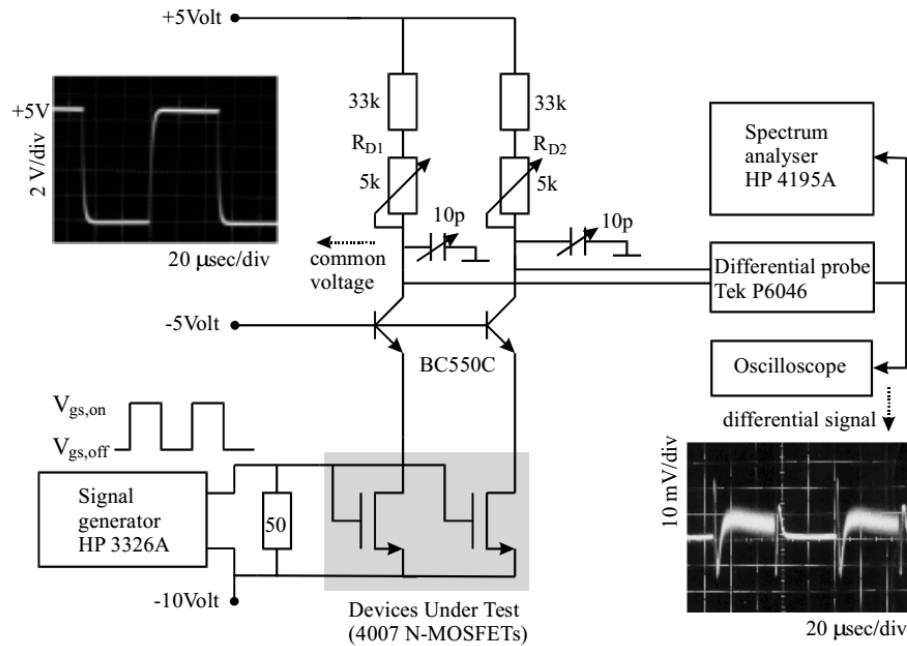 +5Volt
33k
33k
R_D1
R_D2
5k
5k
10p
10p
+5V
2 V/div
20 µsec/div
common
voltage
Spectrum
analyser
HP 4195A
Differential probe
Tek P6046
-5Volt
BC550C
Oscilloscope
differential signal
V_gs,on
V_gs,off
Signal
generator
HP 3326A
50
-10Volt
Devices Under Test
(4007 N-MOSFETs)
10 mV/div
20 µsec/div